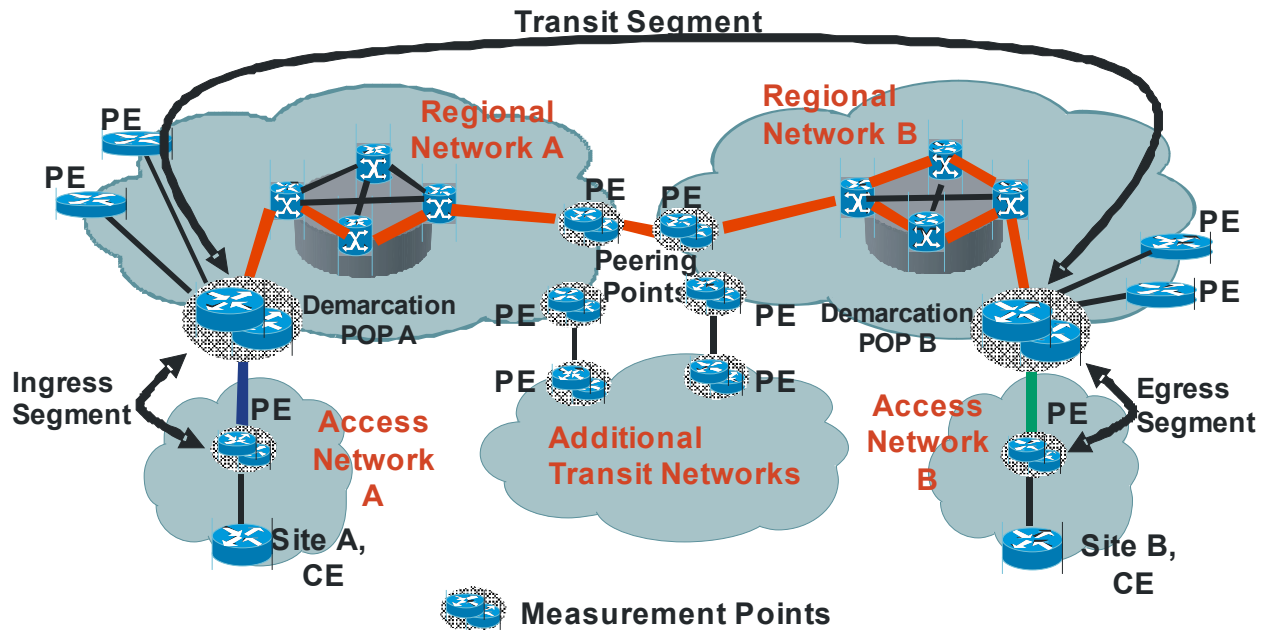 Transit Segment
PE
PE
Regional
Network A
Regional
Network B
PE
PE
Peering
Points
PE
PE
Demarcation
POP A
PE
PE
Demarcation
POP B
PE
PE
Ingress
Segment
PE
Access
Network
A
Additional
Transit Networks
Access
Network
B
PE
Egress
Segment
Site A,
CE
Site B,
CE
Measurement Points